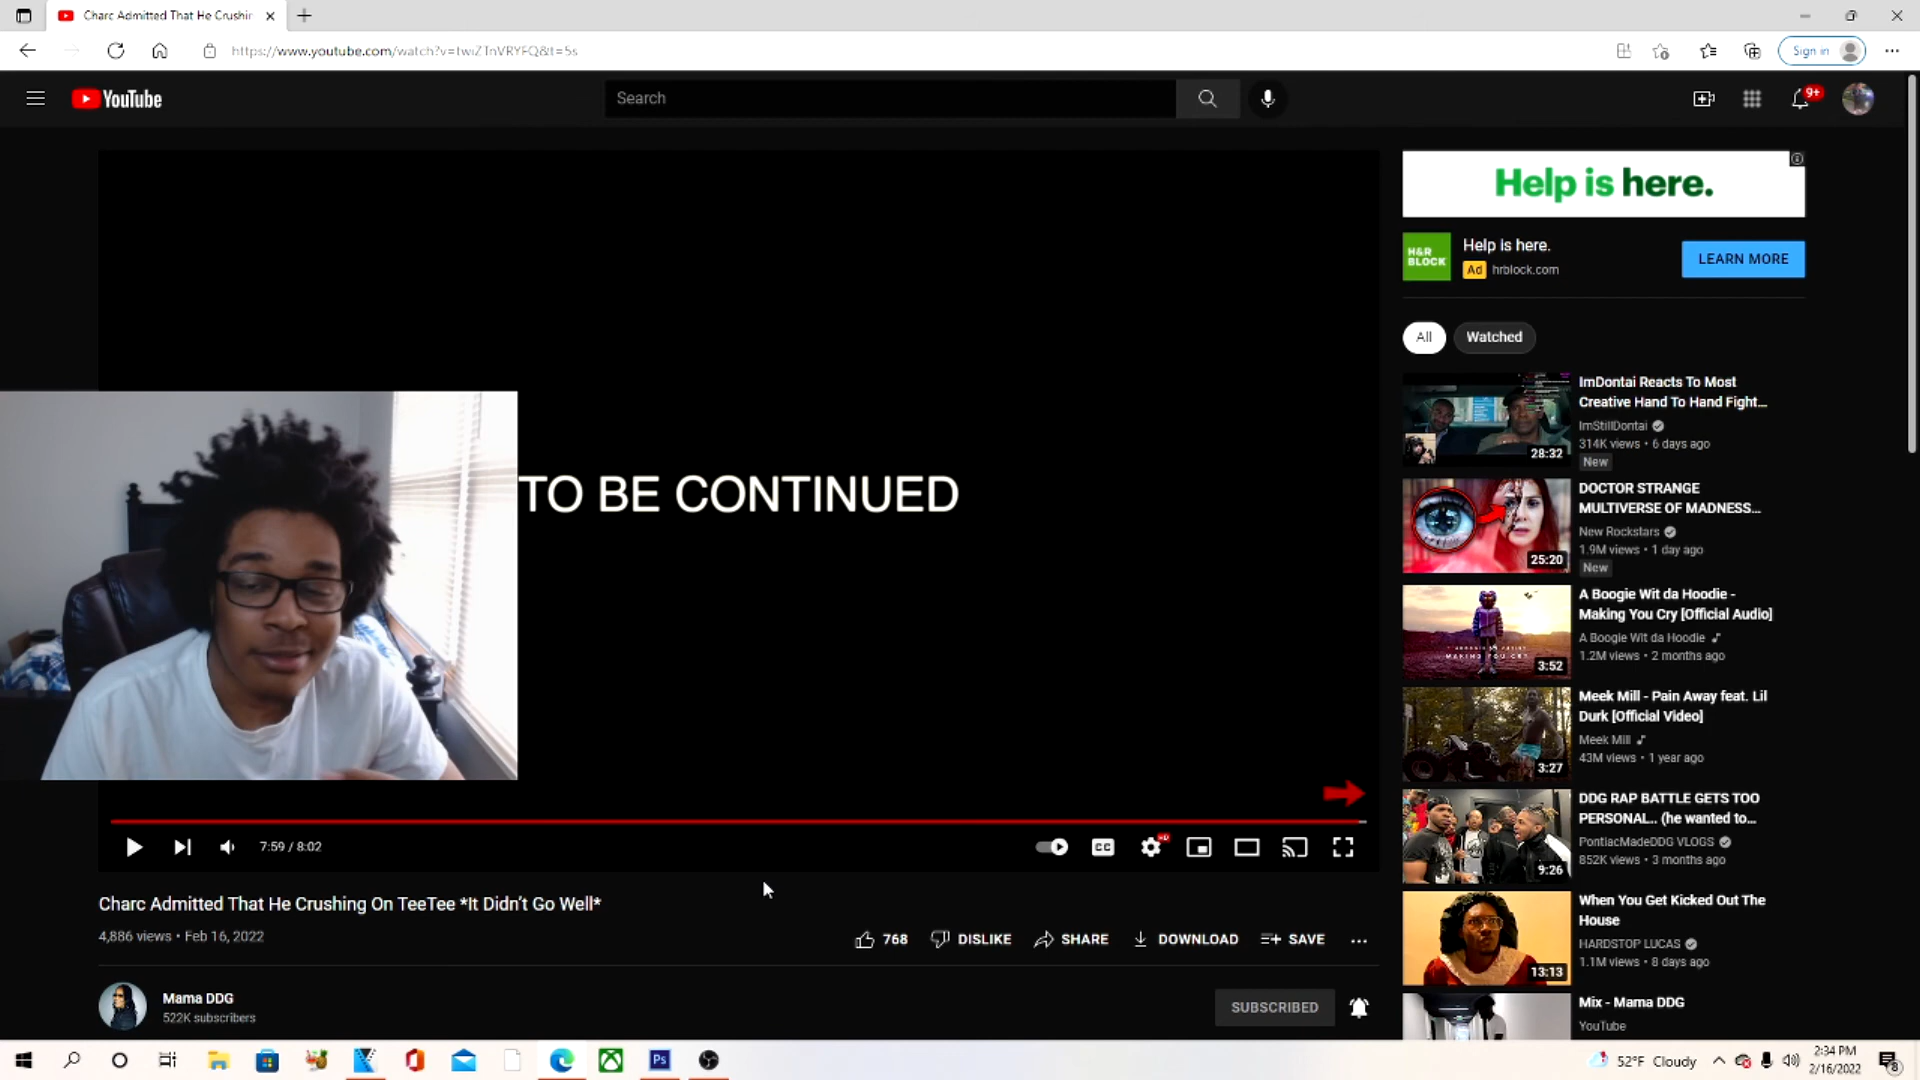 Charc Admitted That He Crushin
https://www.youtube.com/watch?v=twiZTnVRYFQ&t=5s
Sign in
YouTube
Search
9+
Help is here.
H&R BLOCK
Help is here.
Ad hrblock.com
LEARN MORE
All
Watched
ImDontai Reacts To Most
Creative Hand To Hand Fight...
ImStillDontai
314K views • 6 days ago
New
28:32
DOCTOR STRANGE
MULTIVERSE OF MADNESS...
New Rockstars
1.9M views • 1 day ago
New
25:20
TO BE CONTINUED
A Boogie Wit da Hoodie -
Making You Cry [Official Audio]
A Boogie Wit da Hoodie
1.2M views • 2 months ago
MAKING YOU CRY
3:52
Meek Mill - Pain Away feat. Lil
Durk [Official Video]
Meek Mill
43M views • 1 year ago
3:27
DDG RAP BATTLE GETS TOO
PERSONAL.. (he wanted to...
PontiacMadeDDG VLOGS
852K views • 3 months ago
9:26
7:59 / 8:02
CC
HD
Charc Admitted That He Crushing On TeeTee *It Didn't Go Well*
4,886 views • Feb 16, 2022
768
DISLIKE
SHARE
DOWNLOAD
SAVE
When You Get Kicked Out The
House
HARDSTOP LUCAS
1.1M views • 8 days ago
13:13
Mama DDG
522K subscribers
SUBSCRIBED
Mix - Mama DDG
YouTube
Ps
52°F Cloudy
2:34 PM
2/16/2022
8